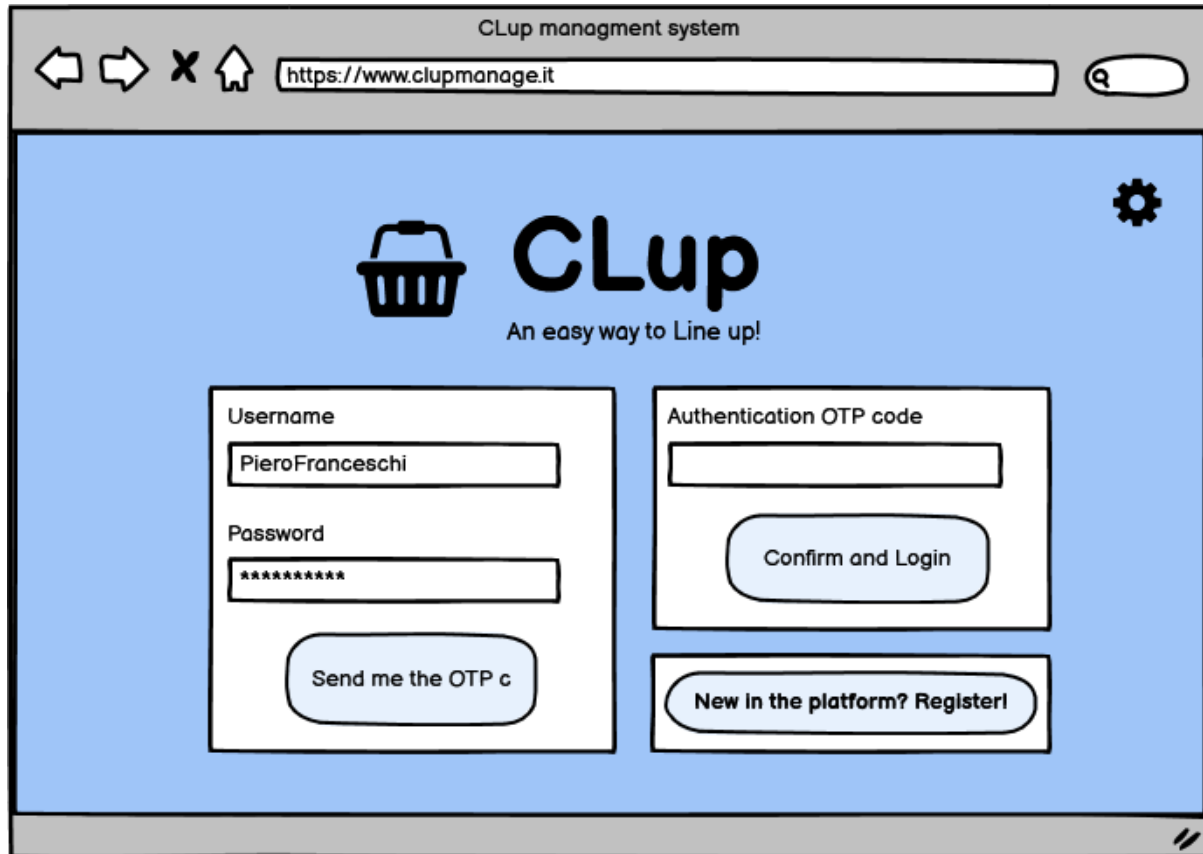 CLup managment system
https://www.clupmanage.it
CLup
An easy way to Line up!
Username
PieroFranceschi
Password
**********
Send me the OTP c
Authentication OTP code
Confirm and Login
New in the platform? Register!